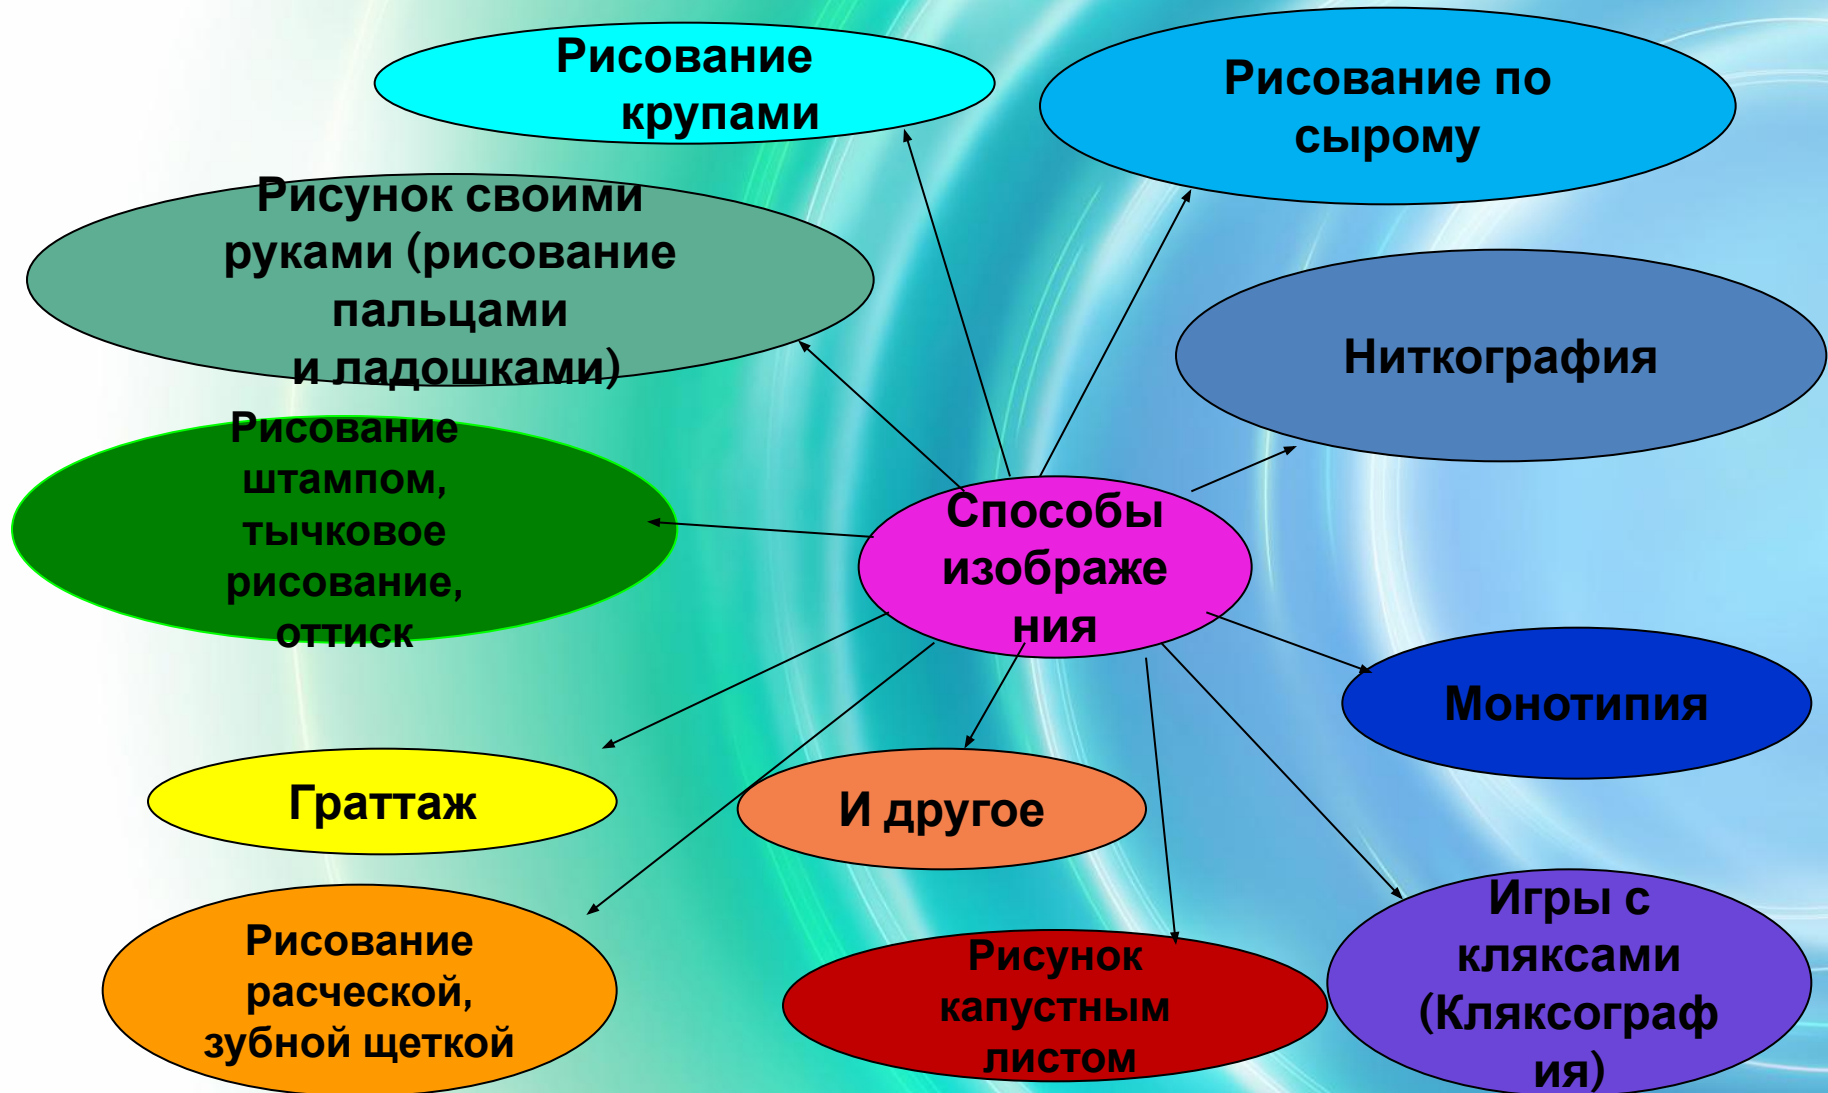 Рисование
крупами
Рисование по
сырому
Рисунок своими
руками (рисование
пальцами
и ладошками)
Ниткография
Рисование
штампом,
тычковое
рисование,
оттиск
Способы
изображе
ния
Монотипия
Граттаж
И другое
Рисование
расческой,
зубной щеткой
Рисунок
капустным
листом
Игры с
кляксами
(Кляксограф
ия)